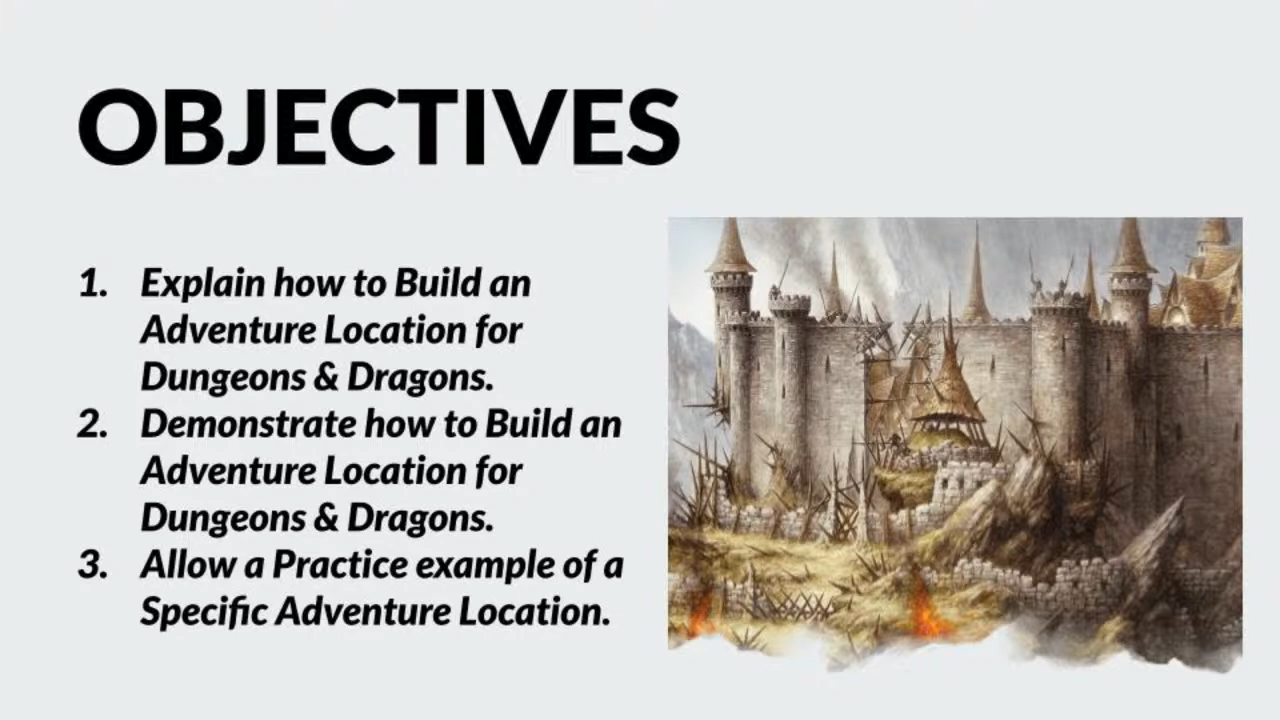 OBJECTIVES
1. Explain how to Build an
Adventure Location for
Dungeons & Dragons.
2. Demonstrate how to Build an
Adventure Location for
Dungeons & Dragons.
3. Allow a Practice example of a
Specific Adventure Location.